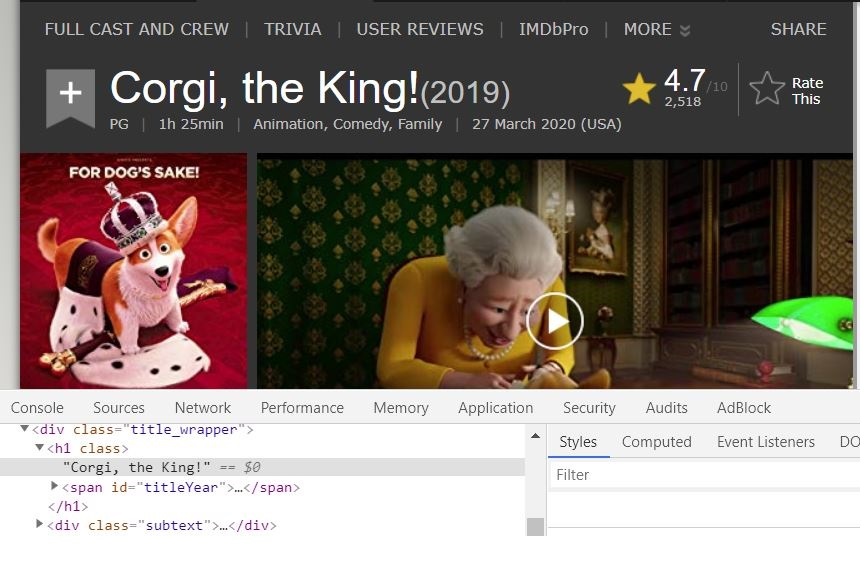 FULL CAST AND CREW | TRIVIA | USER REVIEWS | IMDbPro | MORE SHARE
+ Corgi, the King!(2019) 4.7/10
2,518
Rate
This
PG | 1h 25min | Animation, Comedy, Family | 27 March 2020 (USA)
FOR DOG'S SAKE!
Console Sources Network Performance Memory Application Security Audits AdBlock
<div class="title_wrapper">
<h1 class>
"Corgi, the King!" == $0
<span id="titleYear">…</span>
</h1>
<div class="subtext">…</div>
Styles Computed Event Listeners DO
Filter